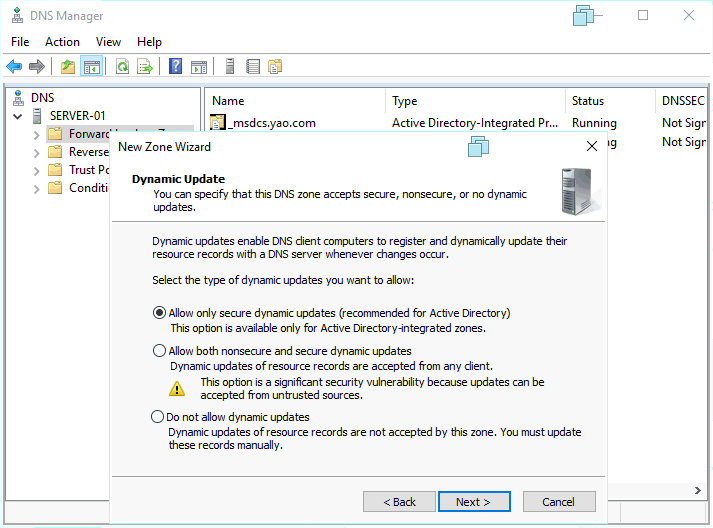 DNS Manager
File Action View Help
DNS
SERVER-01
Name Type Status DNSSEC
_msdcs.yao.com Active Directory-Integrated Pr... Running Not Sign
Not Sign
Reverse
Trust Po
Conditi
New Zone Wizard
Dynamic Update
You can specify that this DNS zone accepts secure, nonsecure, or no dynamic
updates.
Dynamic updates enable DNS client computers to register and dynamically update their
resource records with a DNS server whenever changes occur.
Select the type of dynamic updates you want to allow:
Allow only secure dynamic updates (recommended for Active Directory)
This option is available only for Active Directory-integrated zones.
Allow both nonsecure and secure dynamic updates
Dynamic updates of resource records are accepted from any client.
This option is a significant security vulnerability because updates can be
accepted from untrusted sources.
Do not allow dynamic updates
Dynamic updates of resource records are not accepted by this zone. You must update
these records manually.
< Back Next > Cancel